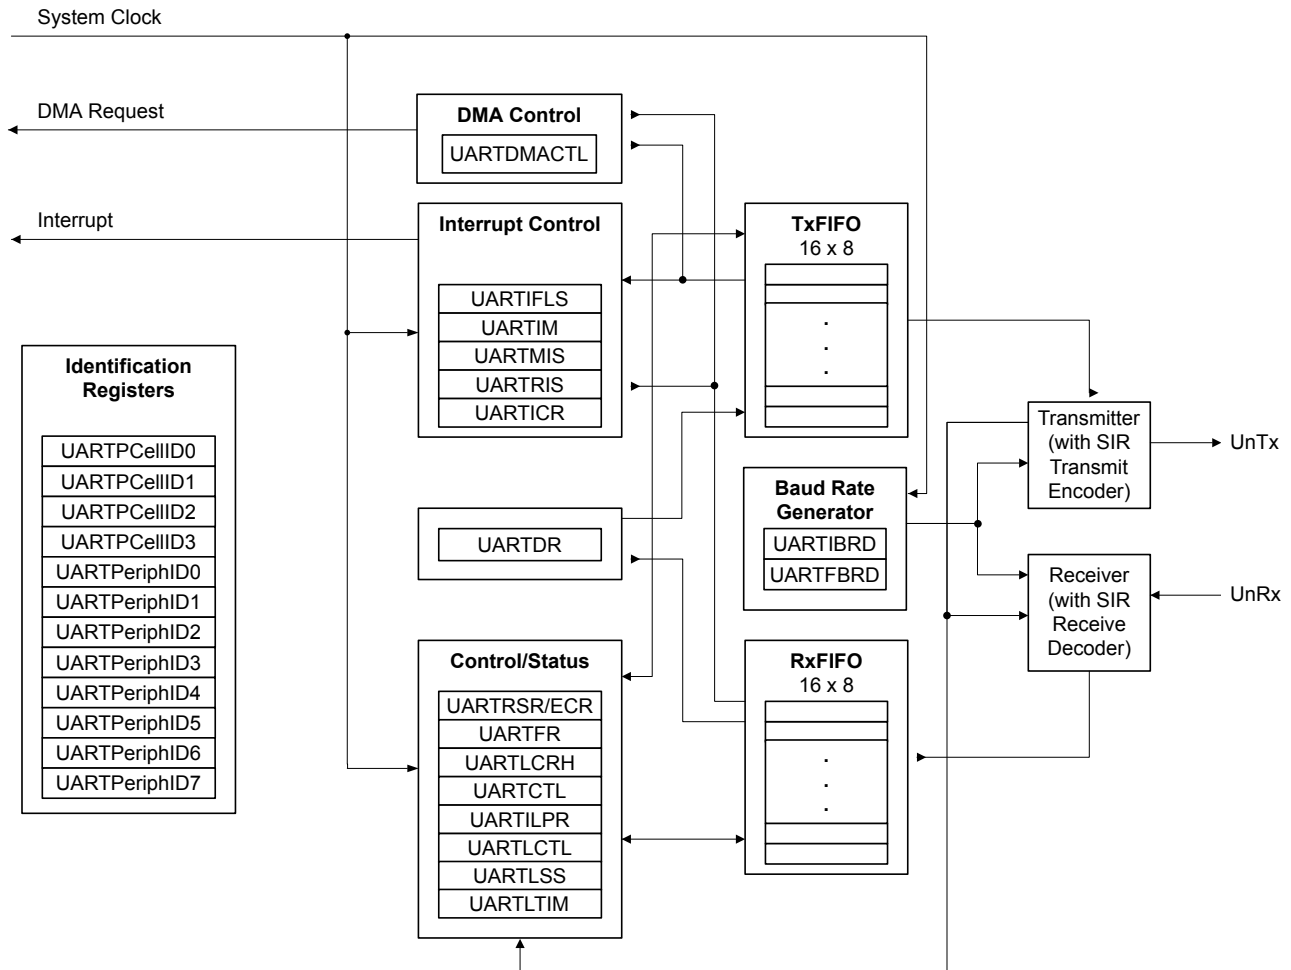 System Clock
DMA Request
DMA Control
UARTDMACTL
Interrupt
Interrupt Control
UARTIFLS
UARTIM
UARTMIS
UARTRIS
UARTICR
TxFIFO
16 x 8
.
.
.
Identification
Registers
UARTPCellID0
UARTPCellID1
UARTPCellID2
UARTPCellID3
UARTPeriphID0
UARTPeriphID1
UARTPeriphID2
UARTPeriphID3
UARTPeriphID4
UARTPeriphID5
UARTPeriphID6
UARTPeriphID7
Transmitter
(with SIR
Transmit
Encoder)
UnTx
Baud Rate
Generator
UARTIBRD
UARTFBRD
UARTDR
Receiver
(with SIR
Receive
Decoder)
UnRx
Control/Status
UARTRSR/ECR
UARTFR
UARTLCRH
UARTCTL
UARTILPR
UARTLCTL
UARTLSS
UARTLTIM
RxFIFO
16 x 8
.
.
.